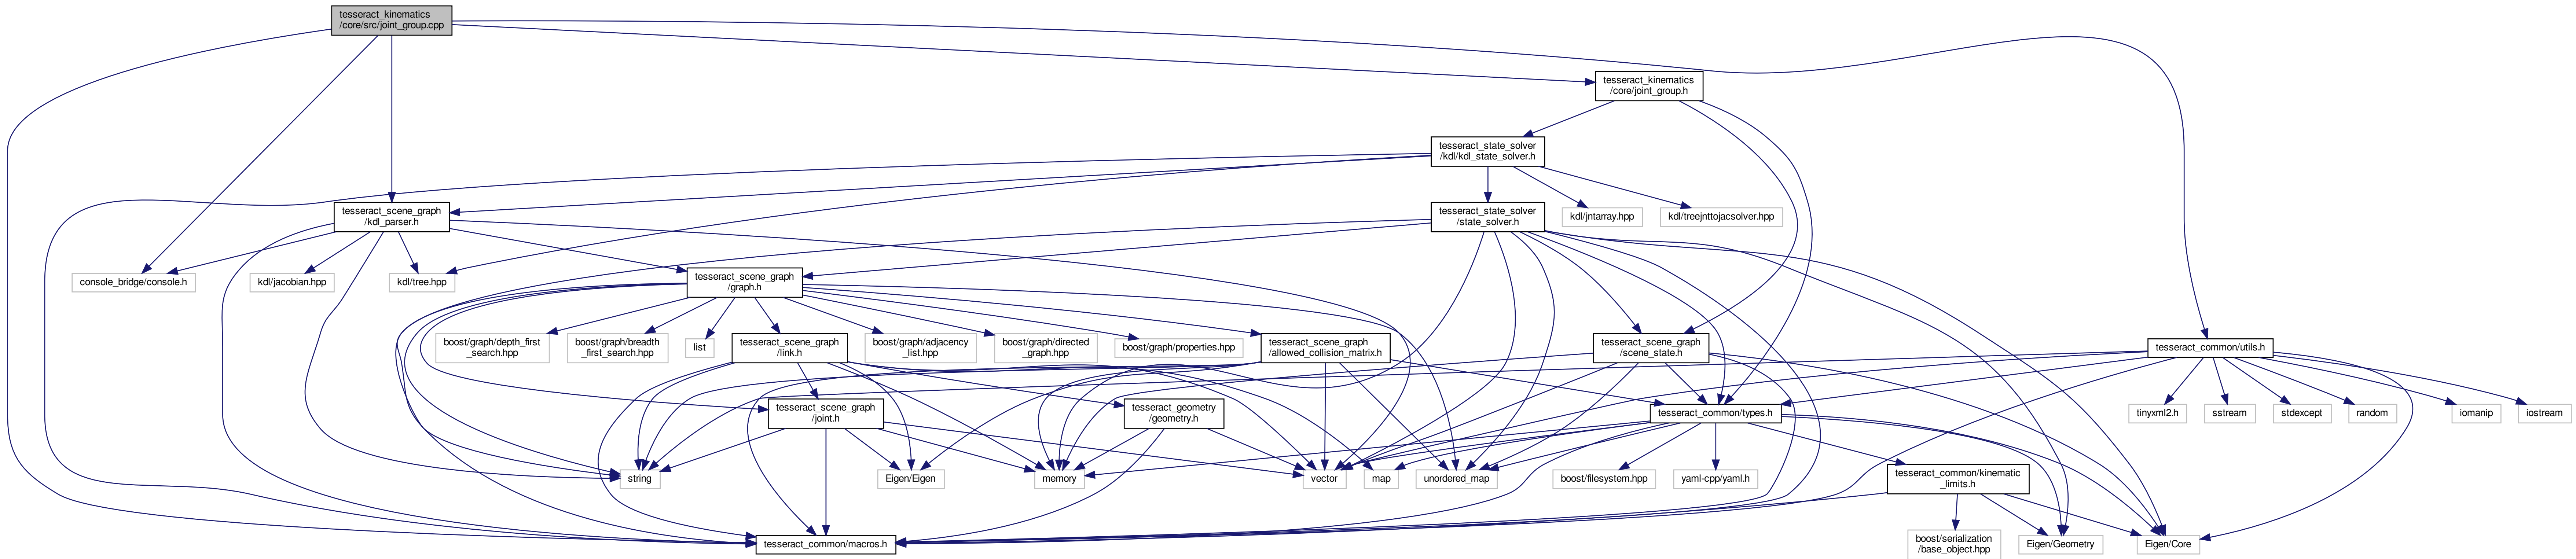 tesseract_kinematics
/core/src/joint_group.cpp
tesseract_kinematics
/core/joint_group.h
tesseract_state_solver
/kdl/kdl_state_solver.h
tesseract_scene_graph
/kdl_parser.h
tesseract_state_solver
/state_solver.h
kdl/jntarray.hpp
kdl/treejnttojacsolver.hpp
console_bridge/console.h
kdl/jacobian.hpp
kdl/tree.hpp
tesseract_scene_graph
/graph.h
boost/graph/depth_first
_search.hpp
boost/graph/breadth
_first_search.hpp
list
tesseract_scene_graph
/link.h
boost/graph/adjacency
_list.hpp
boost/graph/directed
_graph.hpp
boost/graph/properties.hpp
tesseract_scene_graph
/allowed_collision_matrix.h
tesseract_scene_graph
/scene_state.h
tesseract_common/utils.h
tesseract_scene_graph
/joint.h
tesseract_geometry
/geometry.h
tesseract_common/types.h
tinyxml2.h
sstream
stdexcept
random
iomanip
iostream
string
Eigen/Eigen
memory
vector
map
unordered_map
boost/filesystem.hpp
yaml-cpp/yaml.h
tesseract_common/kinematic
_limits.h
tesseract_common/macros.h
boost/serialization
/base_object.hpp
Eigen/Geometry
Eigen/Core